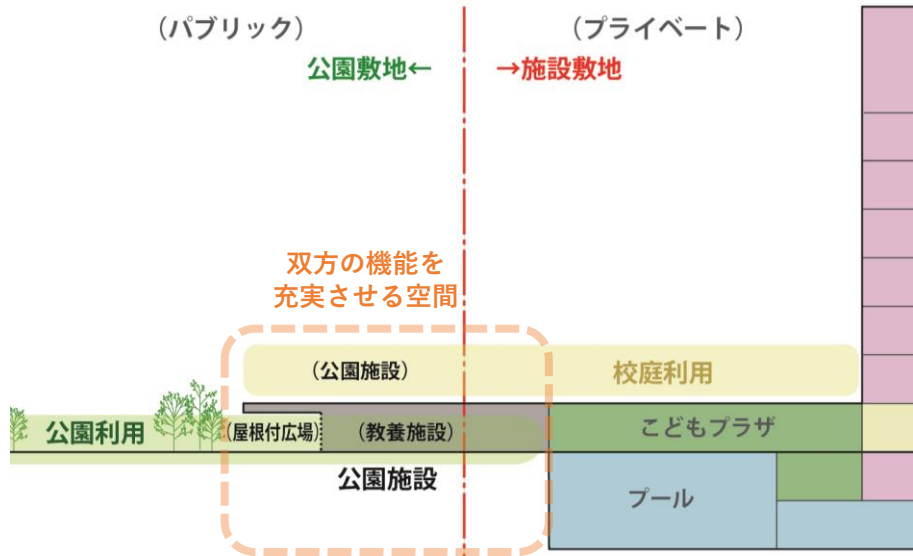 （パブリック）
（プライベート）
公園敷地←
→施設敷地
双方の機能を
充実させる空間
（公園施設）
校庭利用
公園利用
（屋根付広場）
（教養施設）
こどもプラザ
公園施設
プール